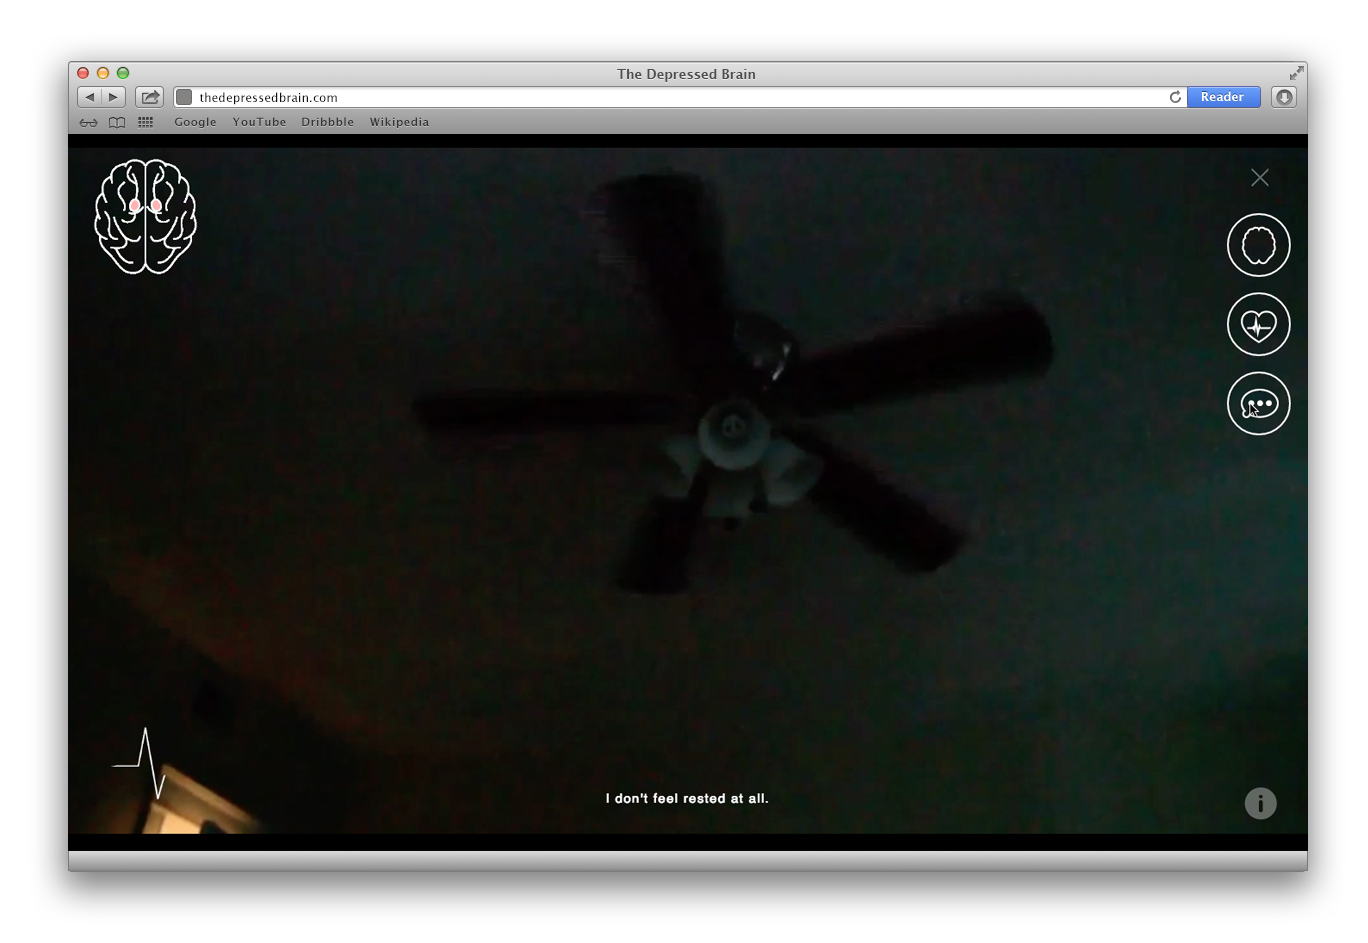 The Depressed Brain
thedepressedbrain.com
Reader
Google YouTube Dribbble Wikipedia
I don't feel rested at all.
i